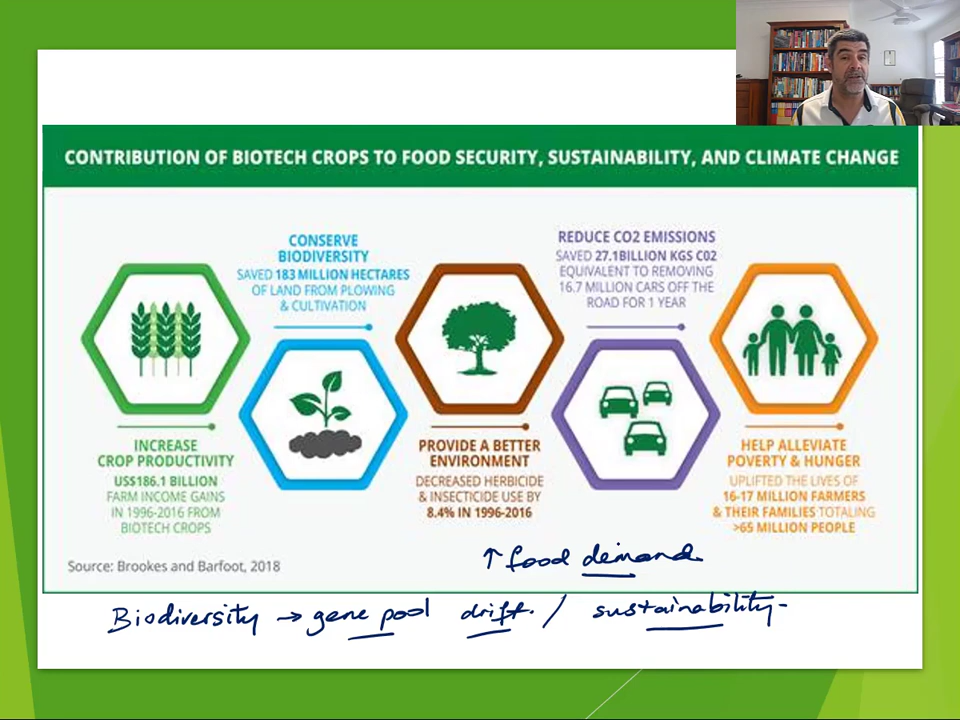 CONTRIBUTION OF BIOTECH CROPS TO FOOD SECURITY, SUSTAINABILITY, AND CLIMATE CHANGE
CONSERVE
BIODIVERSITY
SAVED 183 MILLION HECTARES
OF LAND FROM PLOWING
& CULTIVATION
REDUCE CO2 EMISSIONS
SAVED 27.1BILLION KGS C02
EQUIVALENT TO REMOVING
16.7 MILLION CARS OFF THE
ROAD FOR 1 YEAR
INCREASE
CROP PRODUCTIVITY
US$186.1 BILLION
FARM INCOME GAINS
IN 1996-2016 FROM
BIOTECH CROPS
PROVIDE A BETTER
ENVIRONMENT
DECREASED HERBICIDE
& INSECTICIDE USE BY
8.4% IN 1996-2016
HELP ALLEVIATE
POVERTY & HUNGER
UPLIFTED THE LIVES OF
16-17 MILLION FARMERS
& THEIR FAMILIES TOTALING
>65 MILLION PEOPLE
Source: Brookes and Barfoot, 2018
↑ food demand
Biodiversity → gene pool drift. / sustainability-